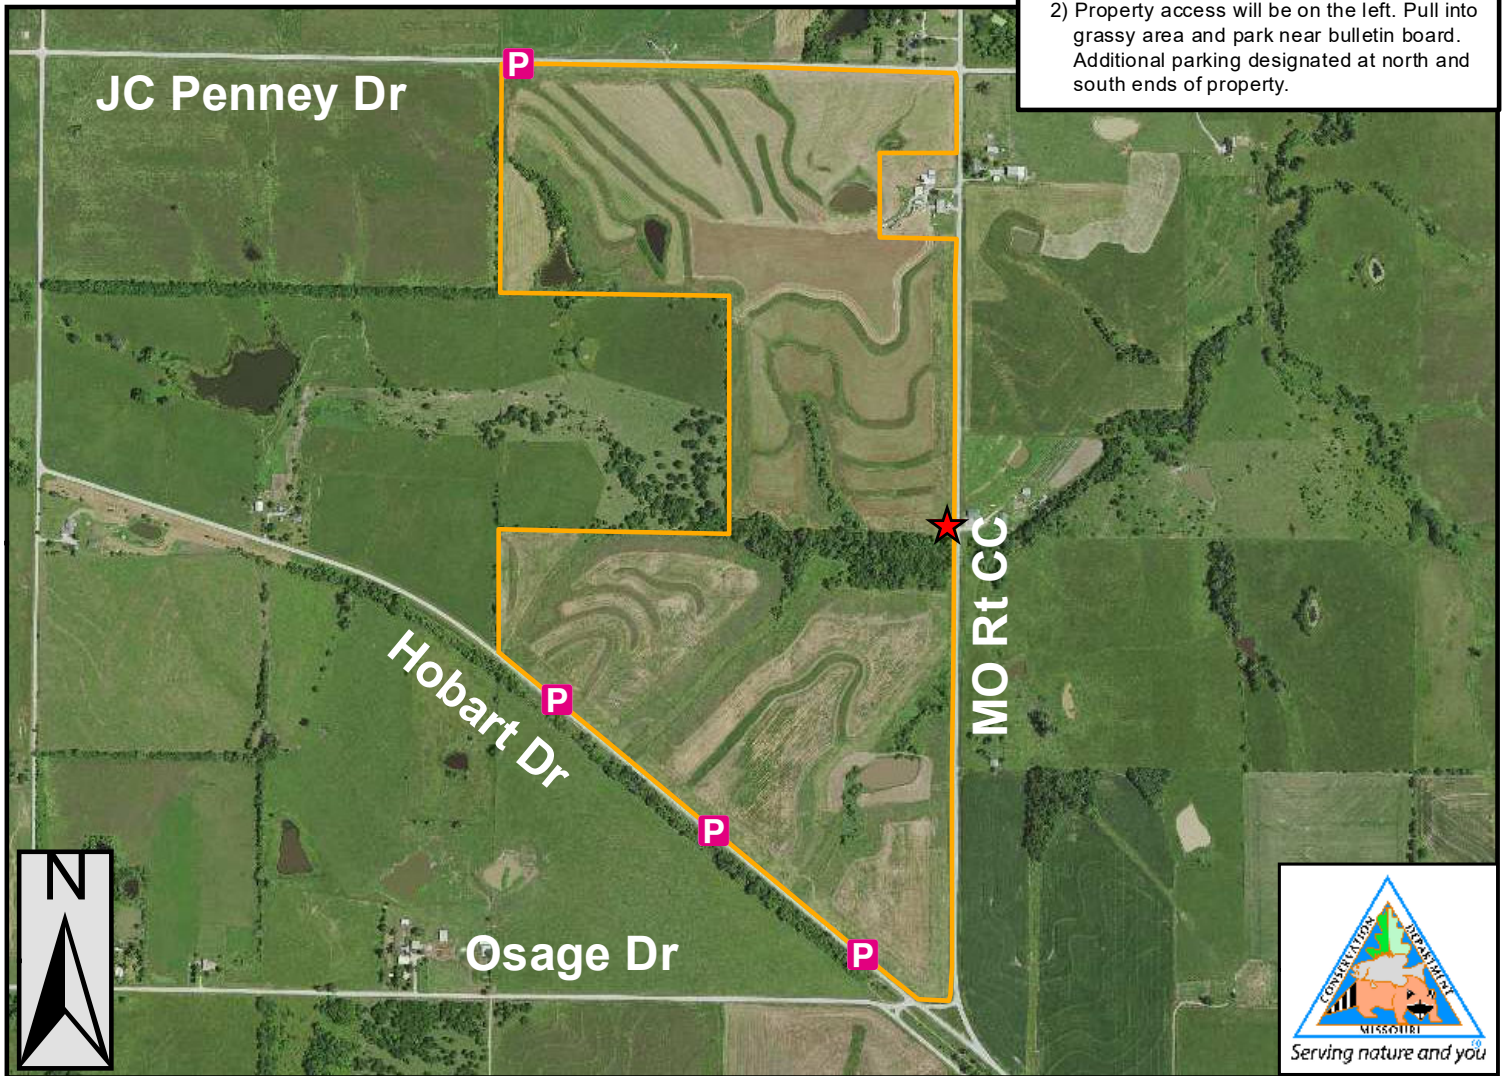 2) Property access will be on the left. Pull into
grassy area and park near bulletin board.
Additional parking designated at north and
south ends of property.
P
JC Penney Dr
MO Rt CC
Hobart Dr
P
P
P
Osage Dr
N
CONSERVATION
DEPARTMENT
MISSOURI
Serving nature and you